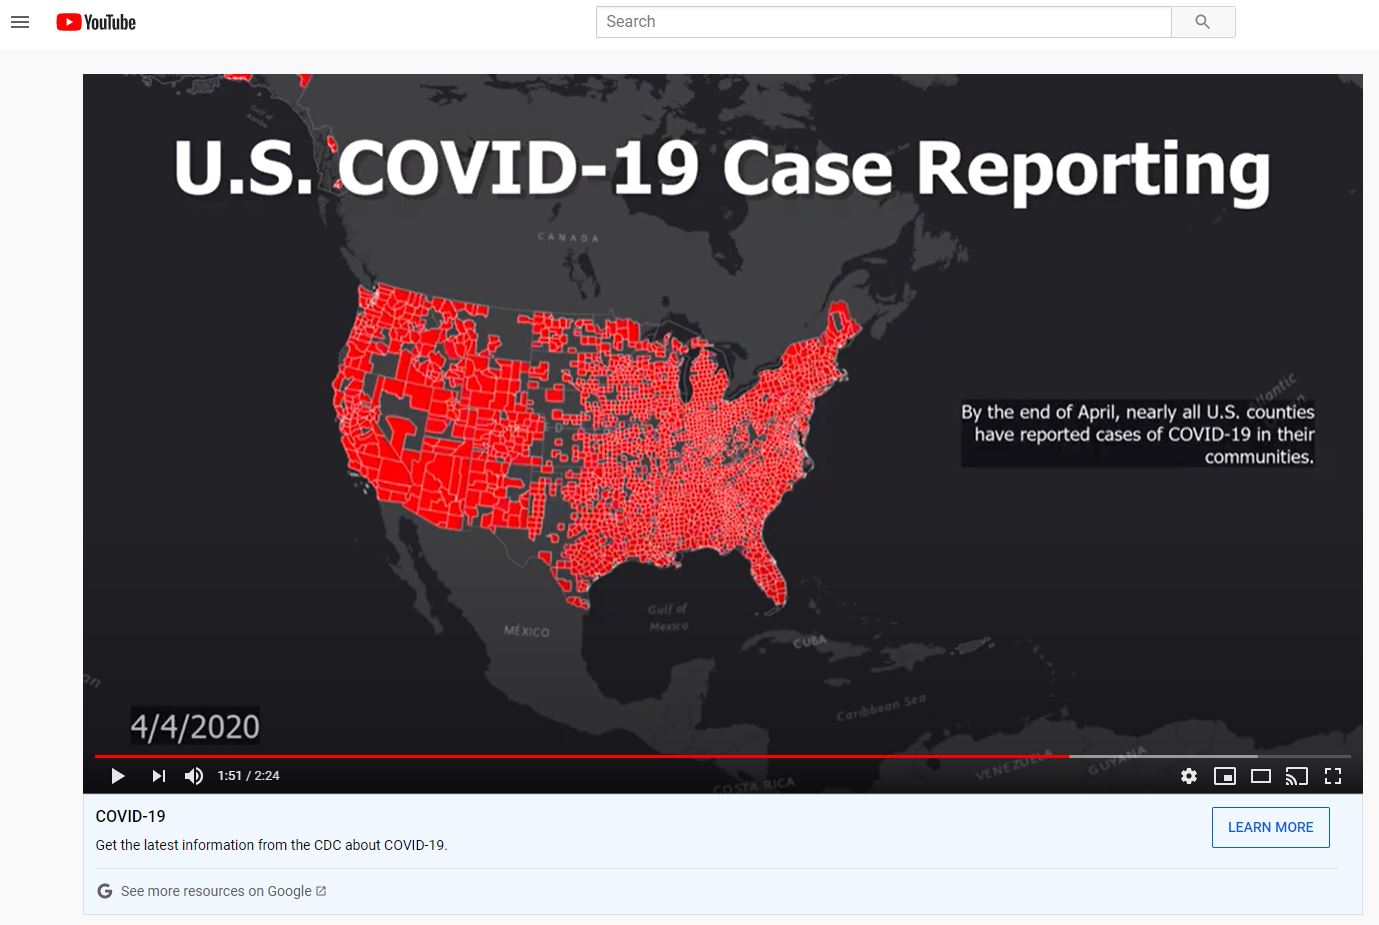 YouTube
Search
U.S. COVID-19 Case Reporting
CANADA
By the end of April, nearly all U.S. counties
have reported cases of COVID-19 in their
communities.
Gulf of
Mexico
MÉXICO
CUBA
Caribbean Sea
VENEZUELA
GUYANA
COSTA RICA
4/4/2020
1:51 / 2:24
COVID-19
Get the latest information from the CDC about COVID-19.
LEARN MORE
G See more resources on Google